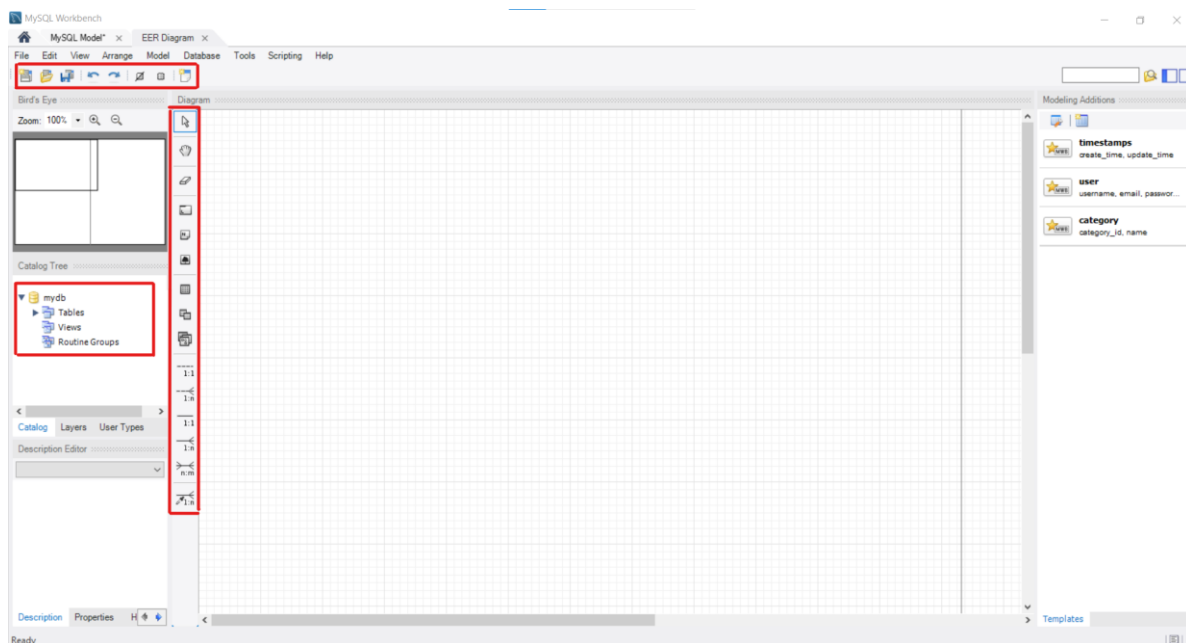 MySQL Workbench
MySQL Model* ×
EER Diagram ×
File Edit View Arrange Model Database Tools Scripting Help
Bird's Eye
Diagram
Modeling Additions
Zoom: 100%
timestamps
create_time, update_time
user
username, email, passwor...
category
category_id, name
Catalog Tree
mydb
Tables
Views
Routine Groups
1:1
1:n
1:1
1:n
n:m
1:n
Catalog Layers User Types
Description Editor
Description Properties H
Templates
Ready